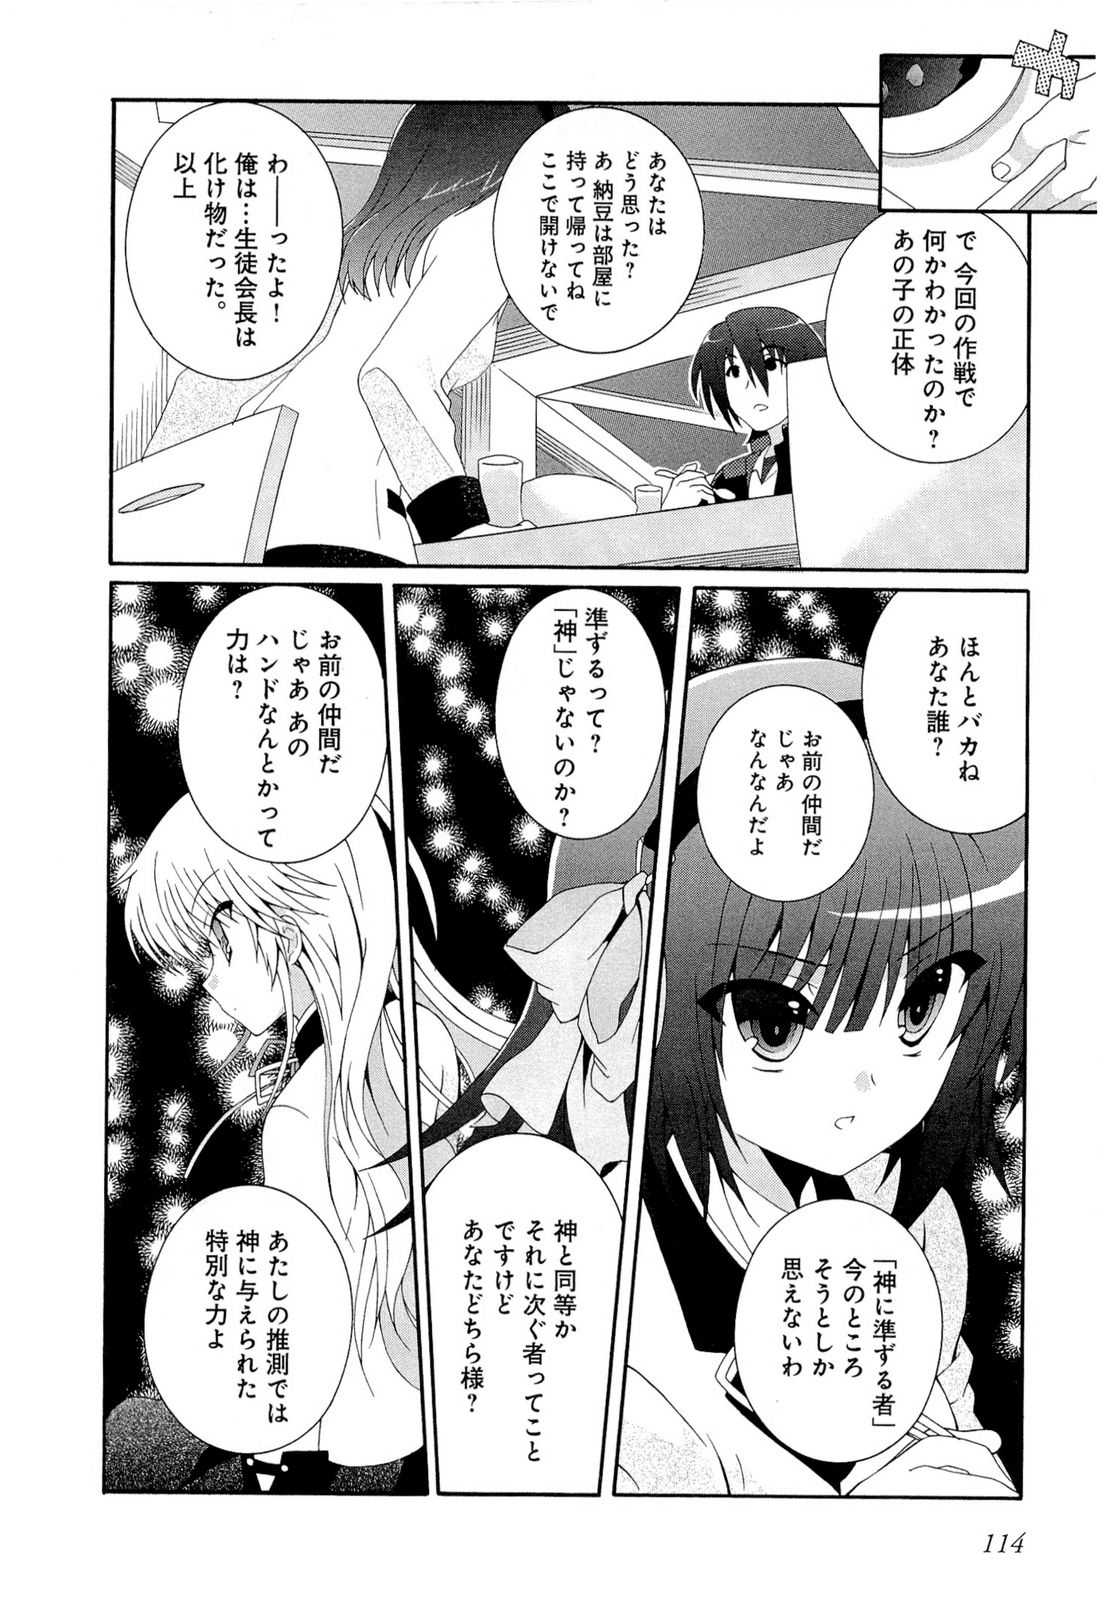 で 今回の作戦で
何かわかったのか?
あの子の正体
あなたは
どう思った?
あ 納豆は部屋に
持って帰ってね
ここで開けないで
わーーったよ!
俺は…生徒会長は
化け物だった。
以上
ほんとバカね
あなた誰?
お前の仲間だ
じゃあ
なんなんだよ
「神に準ずる者」
今のところ
そうとしか
思えないわ
準ずるって?
「神」じゃないのか?
神と同等か
それに次ぐ者ってこと
ですけど
あなたどちら様?
お前の仲間だ
じゃあ あの
ハンドなんとかって
力は?
あたしの推測では
神に与えられた
特別な力よ
114